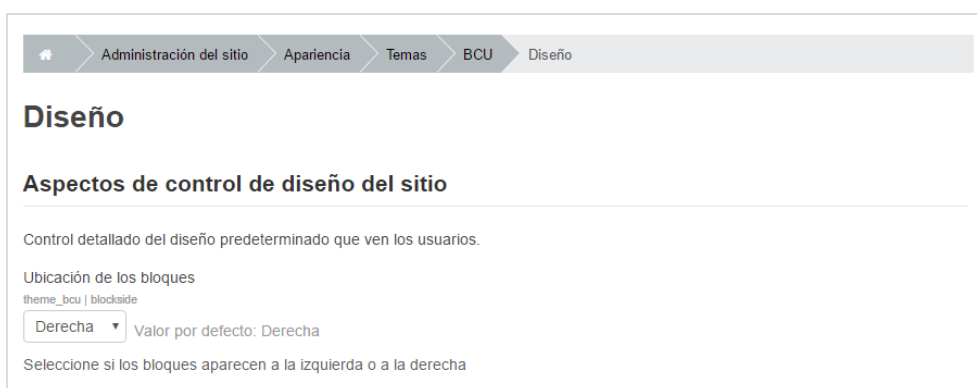 Administración del sitio Apariencia Temas BCU Diseño
Diseño
Aspectos de control de diseño del sitio
Control detallado del diseño predeterminado que ven los usuarios.
Ubicación de los bloques
theme_bcu | blockside
Derecha Valor por defecto: Derecha
Seleccione si los bloques aparecen a la izquierda o a la derecha